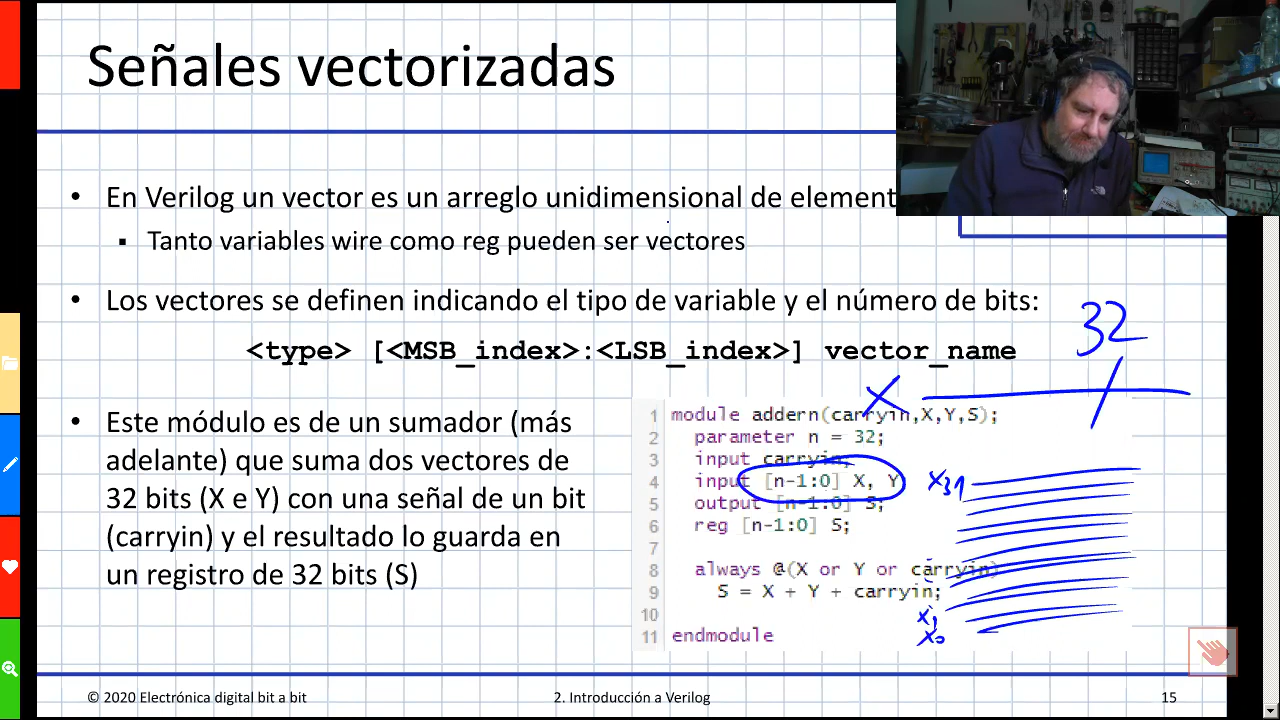 Señales vectorizadas
• En Verilog un vector es un arreglo unidimensional de element
▪ Tanto variables wire como reg pueden ser vectores
• Los vectores se definen indicando el tipo de variable y el número de bits:
<type> [<MSB_index>:<LSB_index>] vector_name
32
X
• Este módulo es de un sumador (más
adelante) que suma dos vectores de
32 bits (X e Y) con una señal de un bit
(carryin) y el resultado lo guarda en
un registro de 32 bits (S)
1 module addern(carryin,X,Y,S);
2 parameter n = 32;
3 input carryin;
4 input [n-1:0] X, Y;
5 output [n-1:0] S;
6 reg [n-1:0] S;
7
8 always @(X or Y or carryin)
9 S = X + Y + carryin;
10
11 endmodule
X31
X1
X0
© 2020 Electrónica digital bit a bit
2. Introducción a Verilog
15